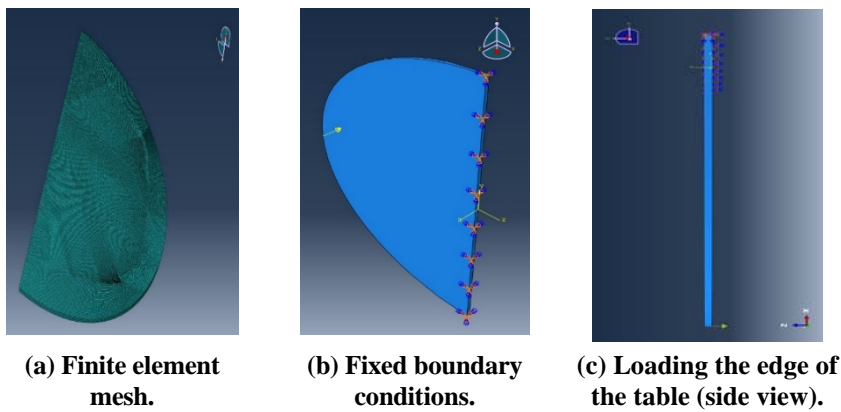 (a) Finite element
mesh.
(b) Fixed boundary
conditions.
(c) Loading the edge of
the table (side view).